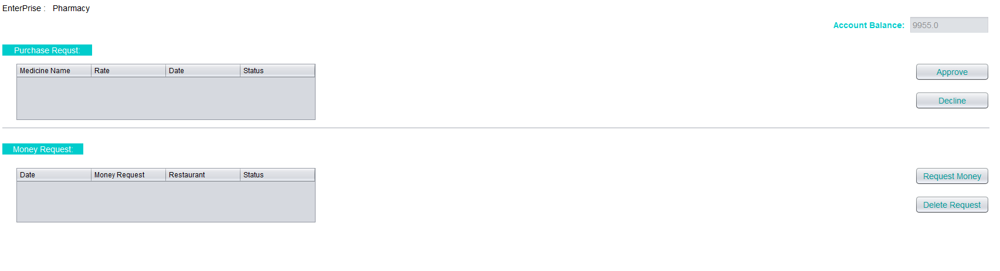 EnterPrise : Pharmacy
Account Balance: 9955.0
Purchase Requst:
Medicine Name Rate Date Status
Approve
Decline
Money Request:
Date Money Request Restaurant Status
Request Money
Delete Request